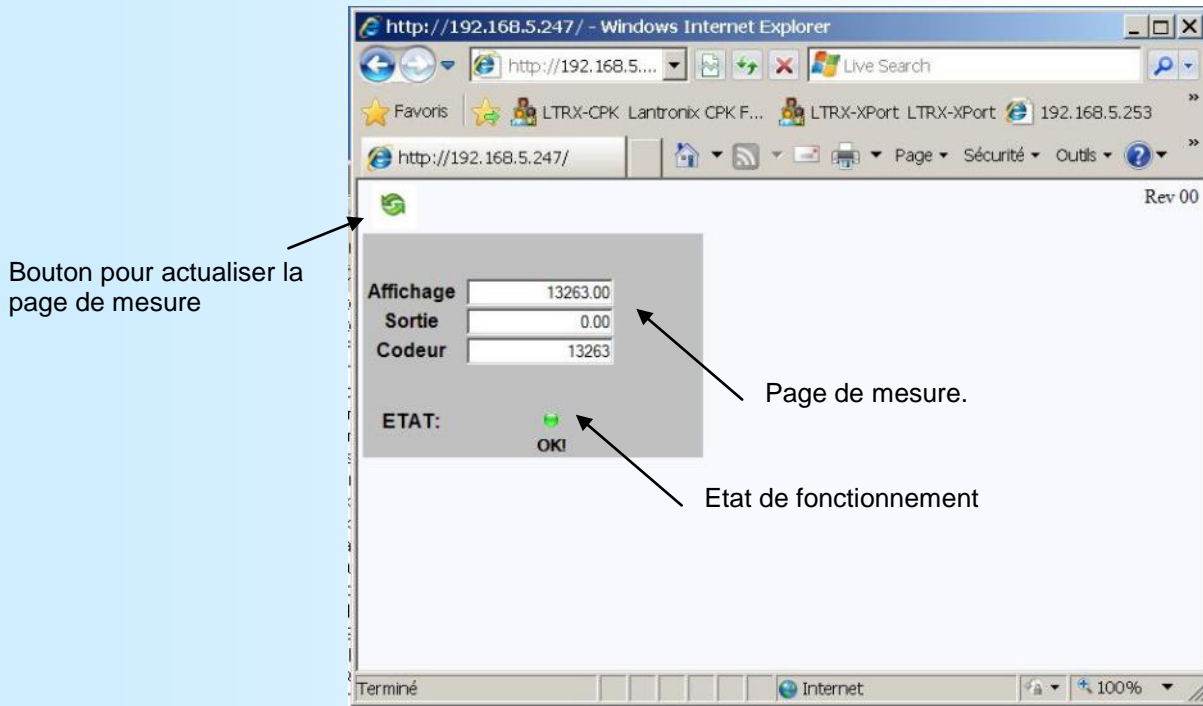 http://192.168.5.247/ - Windows Internet Explorer
http://192.168.5....
Live Search
Favoris
LTRX-CPK Lantronix CPK F...
LTRX-XPort LTRX-XPort
192.168.5.253
http://192.168.5.247/
Page
Sécurité
Outils
Rev 00
Bouton pour actualiser la
page de mesure
Affichage 13263.00
Sortie 0.00
Codeur 13263
Page de mesure.
ETAT:
OK!
Etat de fonctionnement
Terminé
Internet
100%